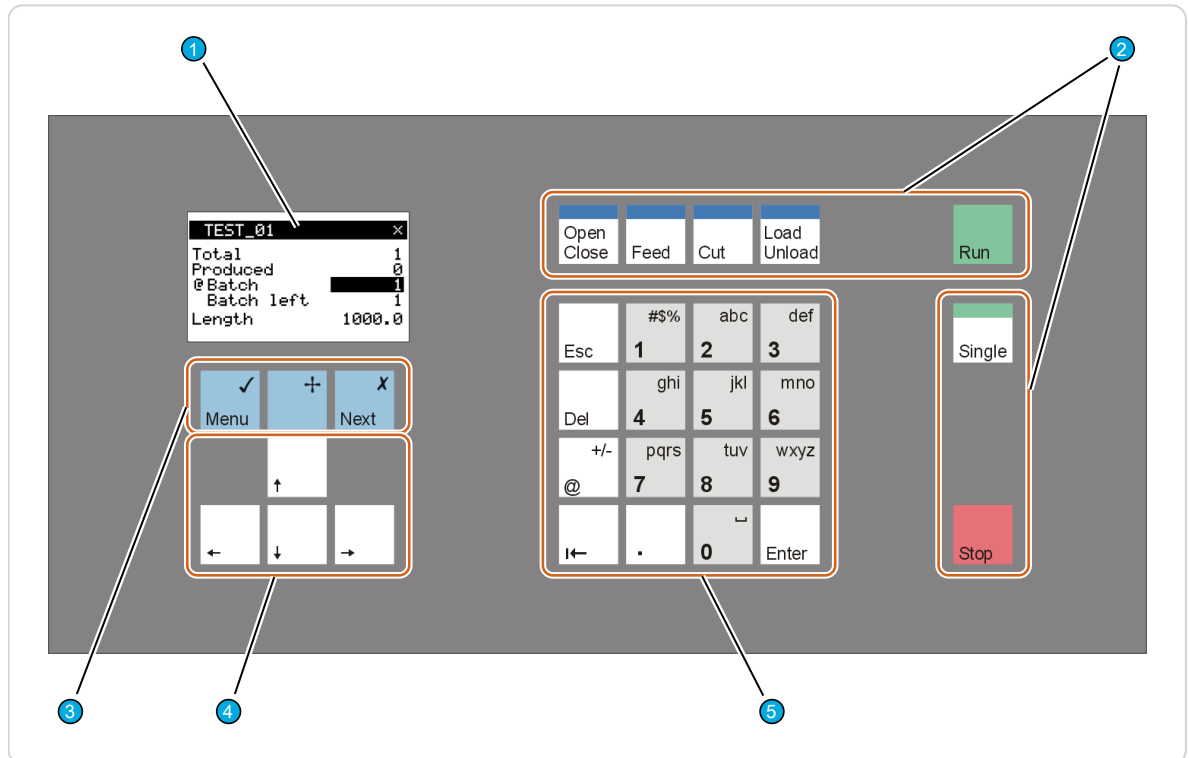 1
2
TEST_01 ×
Total 1
Produced 0
@Batch 1
Batch left 1
Length 1000.0
Open
Close
Feed
Cut
Load
Unload
Run
✓
Menu
✢
✗
Next
↑
←
↓
→
Esc
#$%
1
abc
2
def
3
Single
Del
ghi
4
jkl
5
mno
6
+/-
@
pqrs
7
tuv
8
wxyz
9
I←
.
␣
0
Enter
Stop
3
4
5